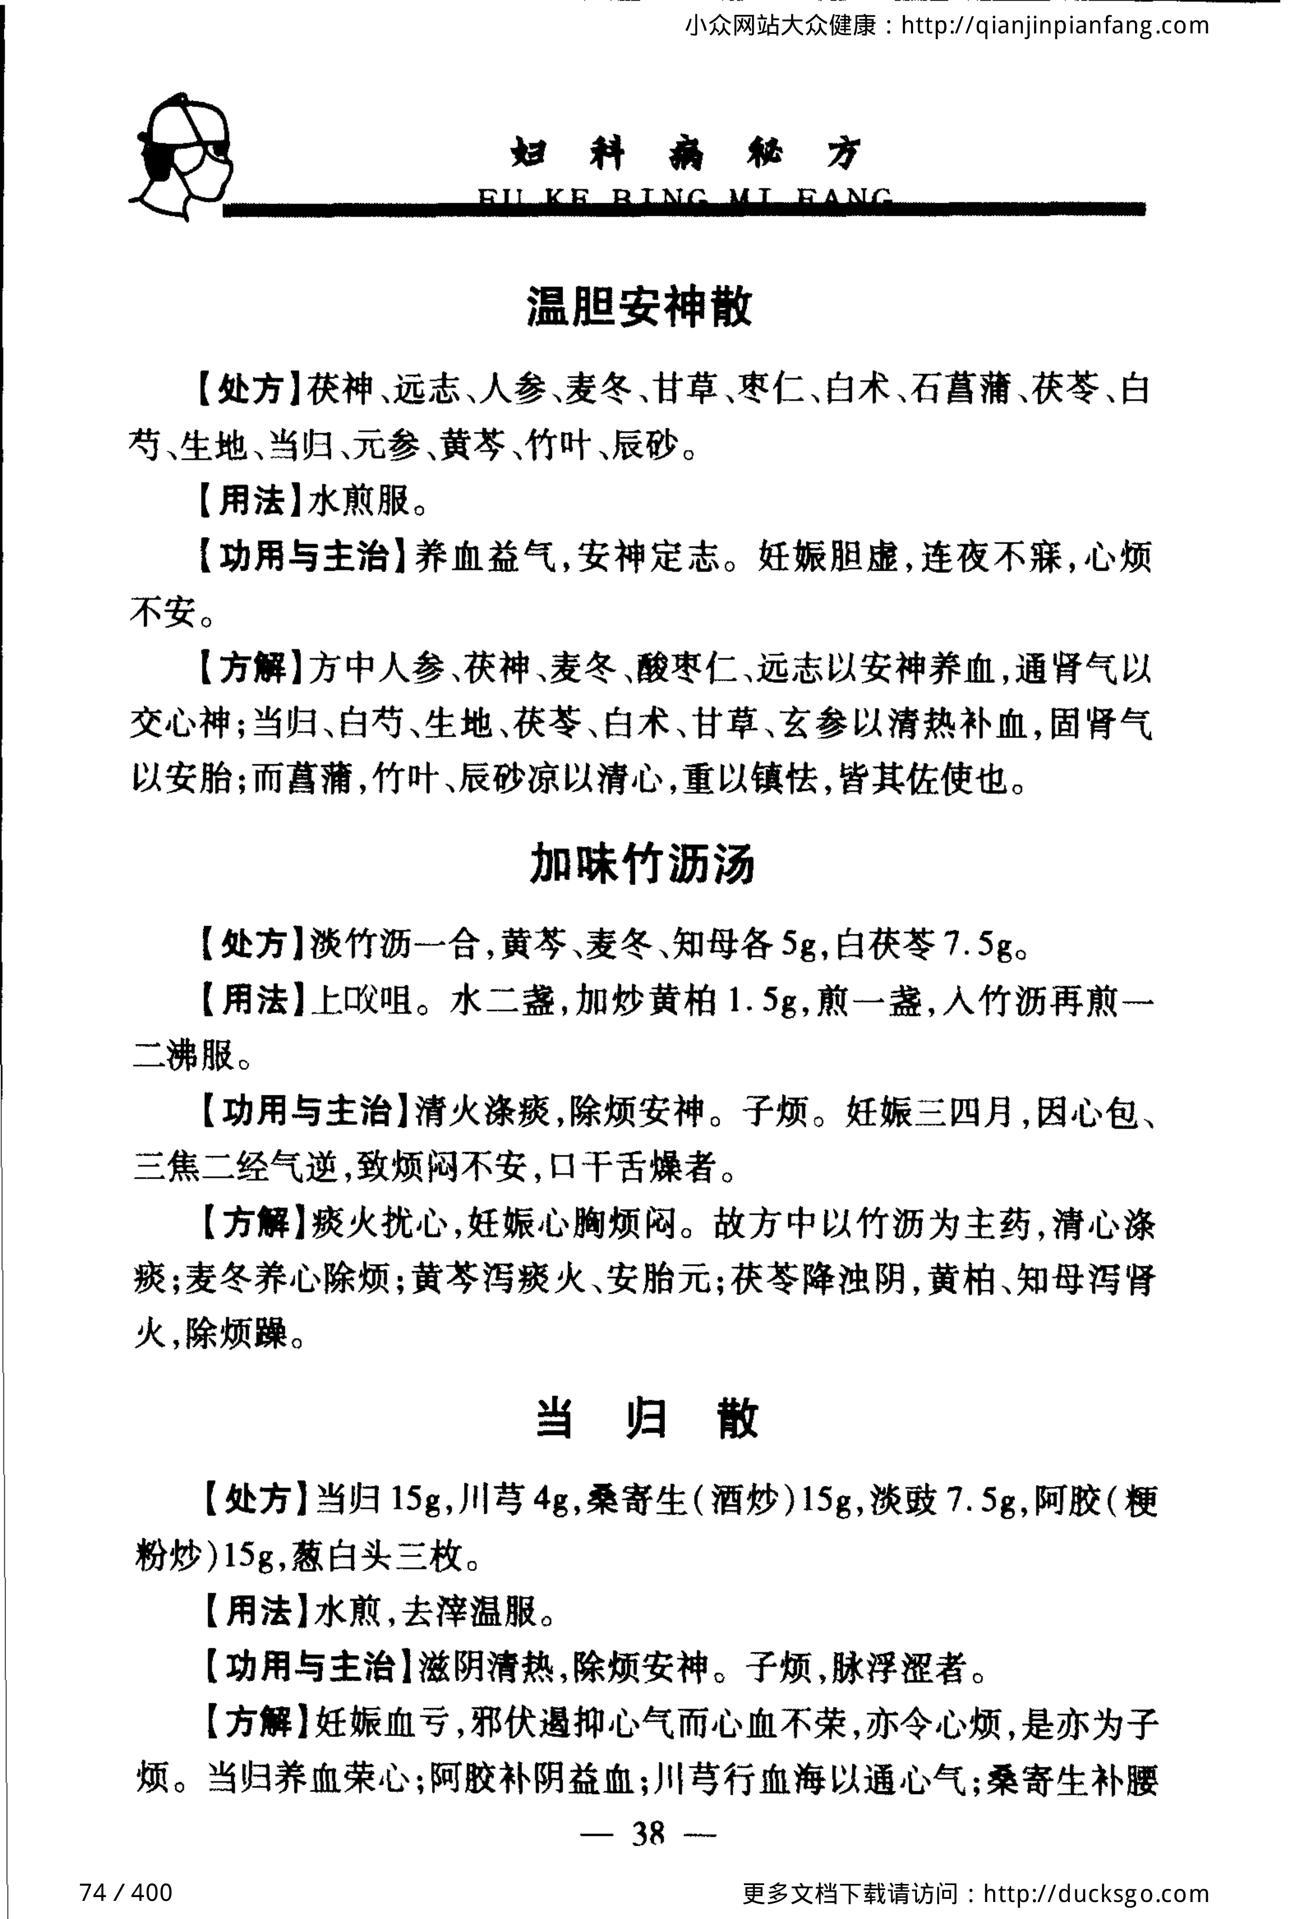 小众网站大众健康：http://qianjinpianfang.com
妇科病秘方
FU KE BING MI FANG
温胆安神散
【处方】茯神、远志、人参、麦冬、甘草、枣仁、白术、石菖蒲、茯苓、白
芍、生地、当归、元参、黄芩、竹叶、辰砂。
【用法】水煎服。
【功用与主治】养血益气，安神定志。妊娠胆虚，连夜不寐，心烦
不安。
【方解】方中人参、茯神、麦冬、酸枣仁、远志以安神养血，通肾气以
交心神；当归、白芍、生地、茯苓、白术、甘草、玄参以清热补血，固肾气
以安胎；而菖蒲，竹叶、辰砂凉以清心，重以镇怯，皆其佐使也。
加味竹沥汤
【处方】淡竹沥一合，黄芩、麦冬、知母各5g，白茯苓7.5g。
【用法】上㕮咀。水二盏，加炒黄柏1.5g，煎一盏，入竹沥再煎一
二沸服。
【功用与主治】清火涤痰，除烦安神。子烦。妊娠三四月，因心包、
三焦二经气逆，致烦闷不安，口干舌燥者。
【方解】痰火扰心，妊娠心胸烦闷。故方中以竹沥为主药，清心涤
痰；麦冬养心除烦；黄芩泻痰火、安胎元；茯苓降浊阴，黄柏、知母泻肾
火，除烦躁。
当归散
【处方】当归15g，川芎4g，桑寄生（酒炒）15g，淡豉7.5g，阿胶（粳
粉炒）15g，葱白头三枚。
【用法】水煎，去滓温服。
【功用与主治】滋阴清热，除烦安神。子烦，脉浮涩者。
【方解】妊娠血亏，邪伏遏抑心气而心血不荣，亦令心烦，是亦为子
烦。当归养血荣心；阿胶补阴益血；川芎行血海以通心气；桑寄生补腰
— 38 —
74 / 400
更多文档下载请访问：http://ducksgo.com